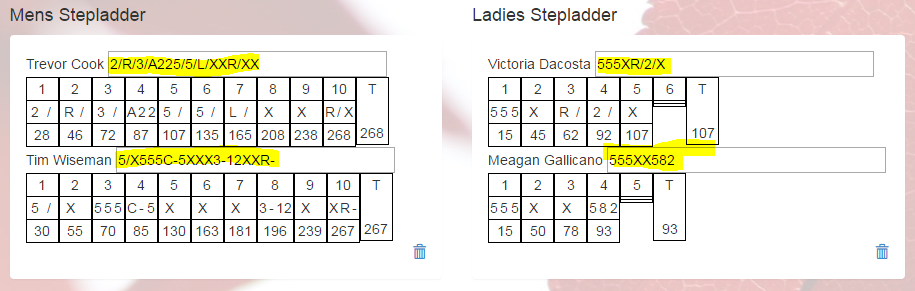 Mens Stepladder
Trevor Cook 2/R/3/A225/5/L/XXR/XX
1 2 3 4 5 6 7 8 9 10 T
2 / R / 3 / A22 5 / 5 / L / X X R/X
28 46 72 87 107 135 165 208 238 268 268
Tim Wiseman 5/X555C-5XXX3-12XXR-
1 2 3 4 5 6 7 8 9 10 T
5 / X 555 C-5 X X X 3-12 X XR-
30 55 70 85 130 163 181 196 239 267 267
Ladies Stepladder
Victoria Dacosta 555XR/2/X
1 2 3 4 5 6 T
555 X R / 2 / X
15 45 62 92 107 107
Meagan Gallicano 555XX582
1 2 3 4 5 T
555 X X 582
15 50 78 93 93